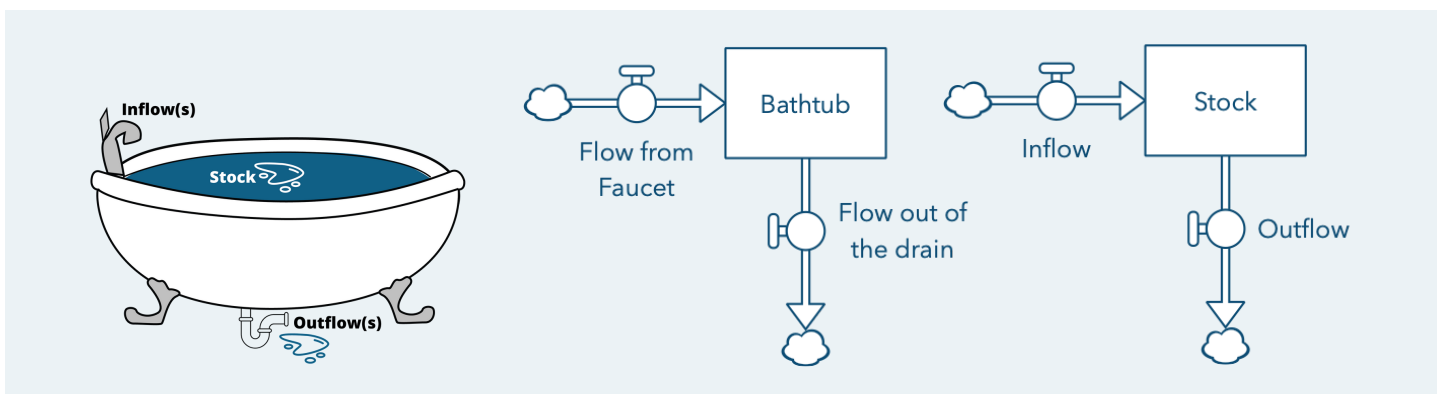 Inflow(s)
Stock
Outflow(s)
Bathtub
Flow from
Faucet
Flow out of
the drain
Stock
Inflow
Outflow